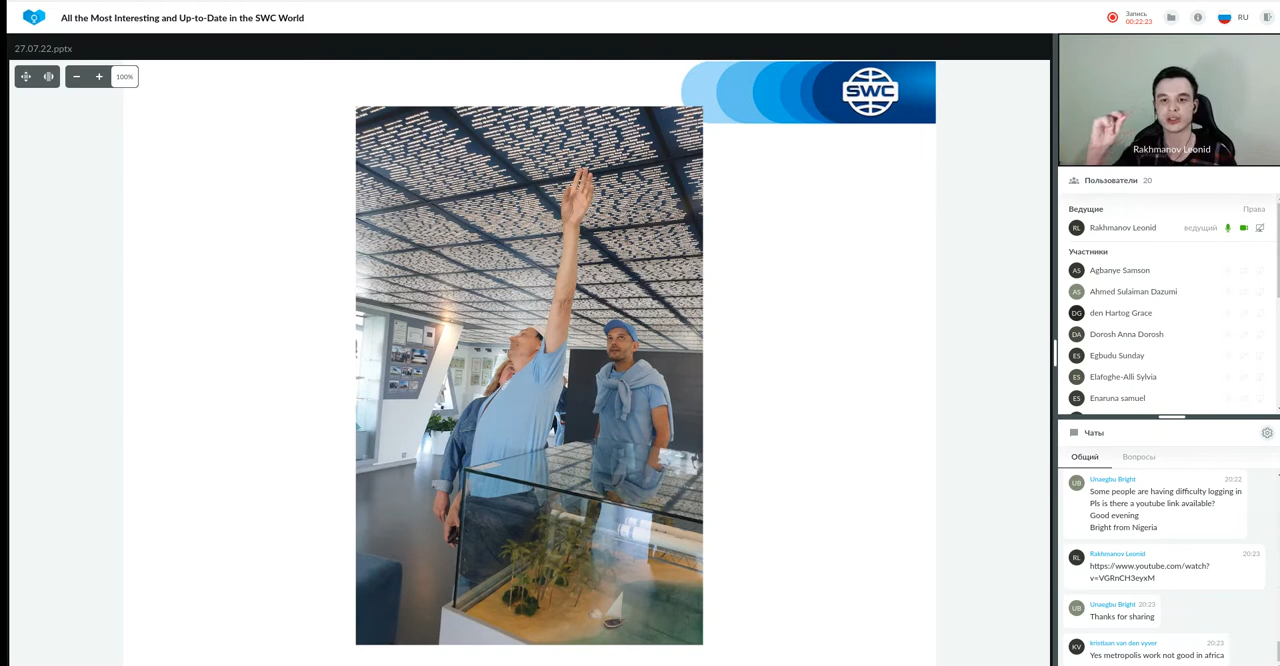 All the Most Interesting and Up-to-Date in the SWC World
Запись
00:22:23
RU
27.07.22.pptx
100%
SWC
Rakhmanov Leonid
Пользователи 20
Ведущие Права
RL Rakhmanov Leonid ведущий
Участники
AS Agbanye Samson
AS Ahmed Sulaiman Dazumi
DG den Hartog Grace
DA Dorosh Anna Dorosh
ES Egbudu Sunday
ES Elafoghe-Alli Sylvia
ES Enaruna samuel
Чаты
Общий Вопросы
UB Unaegbu Bright 20:22
Some people are having difficulty logging in
Pls is there a youtube link available?
Good evening
Bright from Nigeria
RL Rakhmanov Leonid 20:23
https://www.youtube.com/watch?
v=VGRnCH3eyxM
UB Unaegbu Bright 20:23
Thanks for sharing
KV kristiaan van den vyver 20:23
Yes metropolis work not good in africa